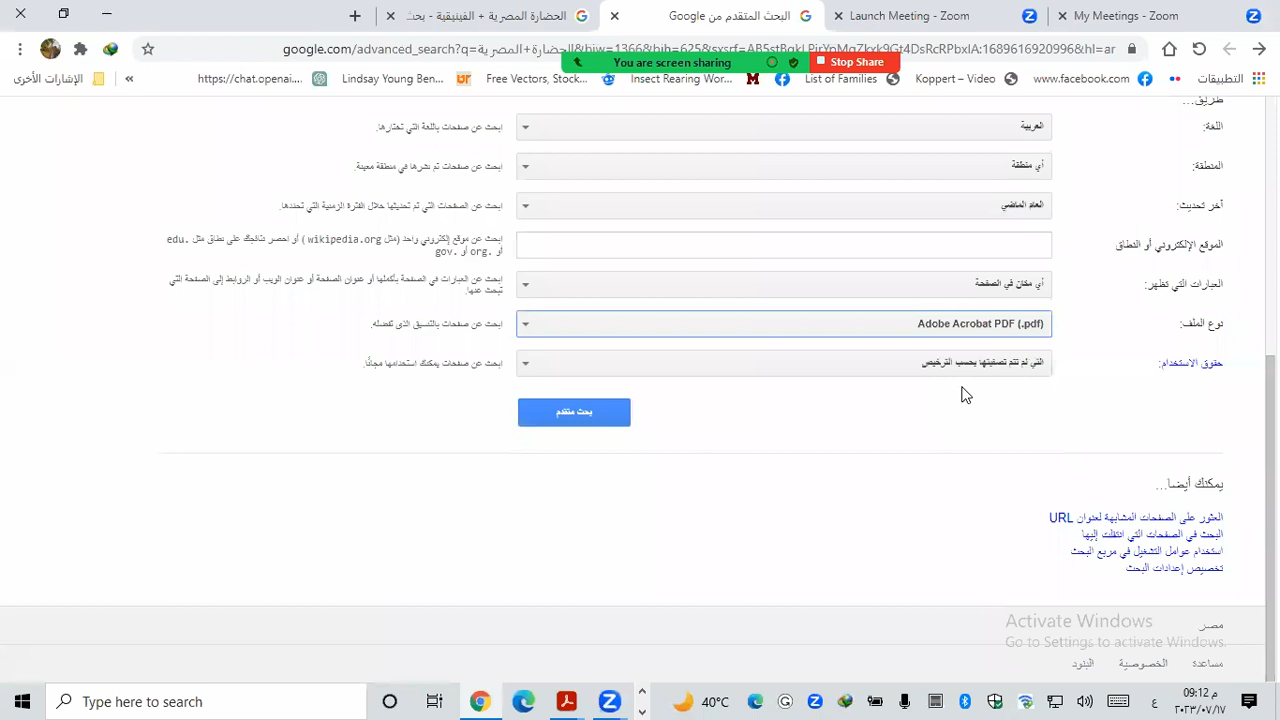 الحضارة المصرية + الفينيقية - بحث
البحث المتقدم من Google
Launch Meeting - Zoom
My Meetings - Zoom
You are screen sharing
Stop Share
الإشارات الأخرى
https://chat.openai...
Lindsay Young Ben...
Free Vectors, Stock...
Insect Rearing Wor...
List of Families
Koppert – Video
www.facebook.com
التطبيقات
طريق...
اللغة:
العربية
ابحث عن صفحات باللغة التي تختارها.
المنطقة:
أي منطقة
ابحث عن صفحات تم نشرها في منطقة معينة.
آخر تحديث:
العام الماضي
ابحث عن الصفحات التي تم تحديثها خلال الفترة الزمنية التي تحددها.
الموقع الإلكتروني أو النطاق
ابحث عن موقع إلكتروني واحد (مثل wikipedia.org) أو احصر نتائجك على نطاق مثل .edu
أو .org أو .gov
العبارات التي تظهر:
أي مكان في الصفحة
ابحث عن العبارات في الصفحة بأكملها أو عنوان الصفحة أو عنوان الويب أو الروابط إلى الصفحة التي
تبحث عنها.
نوع الملف:
Adobe Acrobat PDF (.pdf)
ابحث عن صفحات بالتنسيق الذي تفضله.
حقوق الاستخدام:
التي لم تتم تصفيتها بحسب الترخيص
ابحث عن صفحات يمكنك استخدامها مجانًا.
بحث متقدم
يمكنك أيضا...
العثور على الصفحات المشابهة لعنوان URL
البحث في الصفحات التي انتقلت إليها
استخدام عوامل التشغيل في مربع البحث
تخصيص إعدادات البحث
Activate Windows
Go to Settings to activate Windows.
مصر
مساعدة
الخصوصية
البنود
Type here to search
40°C
ع
09:12 م
٢٠٢٣/٠٧/١٧